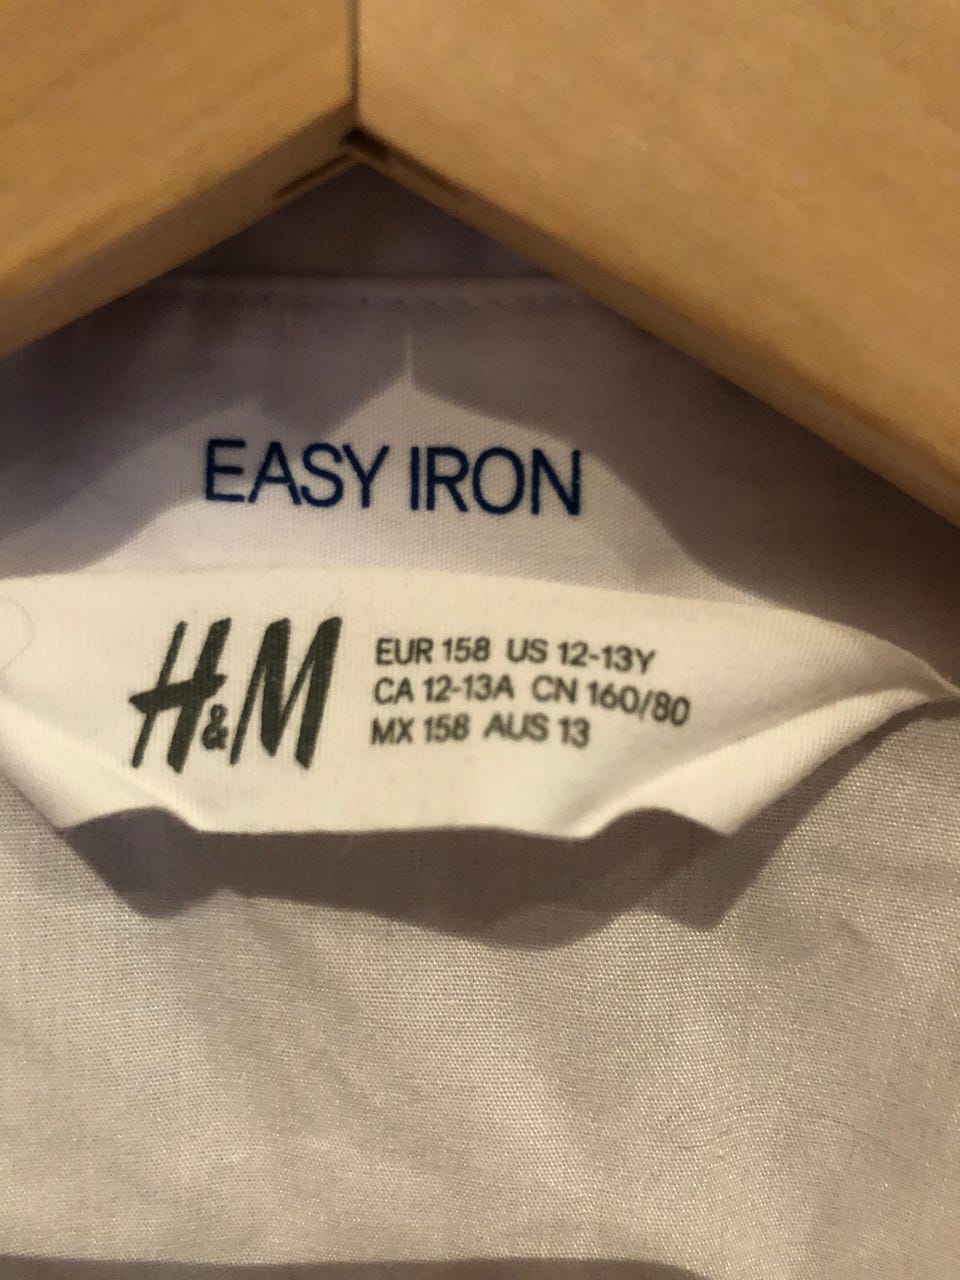 EASY IRON
H&M
EUR 158 US 12-13Y
CA 12-13A CN 160/80
MX 158 AUS 13